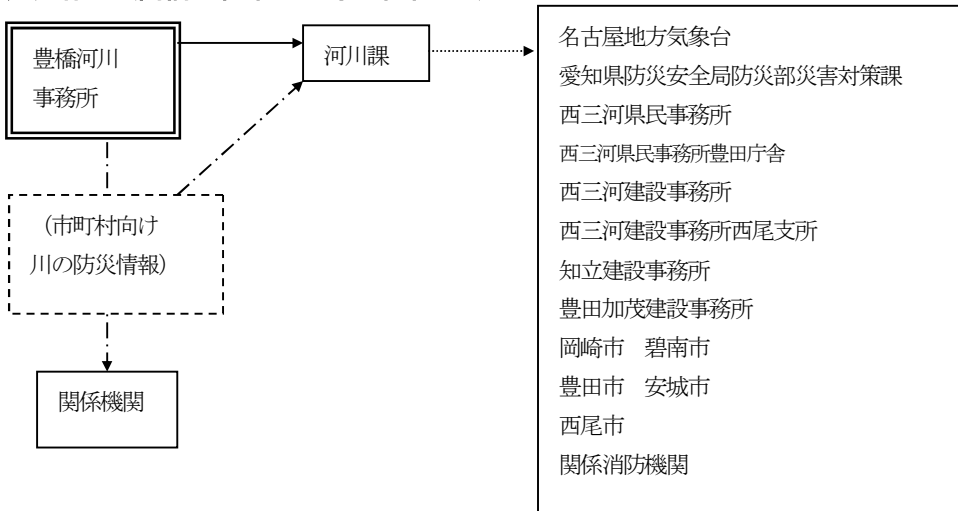 豊橋河川
事務所
河川課
(市町村向け
川の防災情報)
関係機関
名古屋地方気象台
愛知県防災安全局防災部災害対策課
西三河県民事務所
西三河県民事務所豊田庁舎
西三河建設事務所
西三河建設事務所西尾支所
知立建設事務所
豊田加茂建設事務所
岡崎市 碧南市
豊田市 安城市
西尾市
関係消防機関